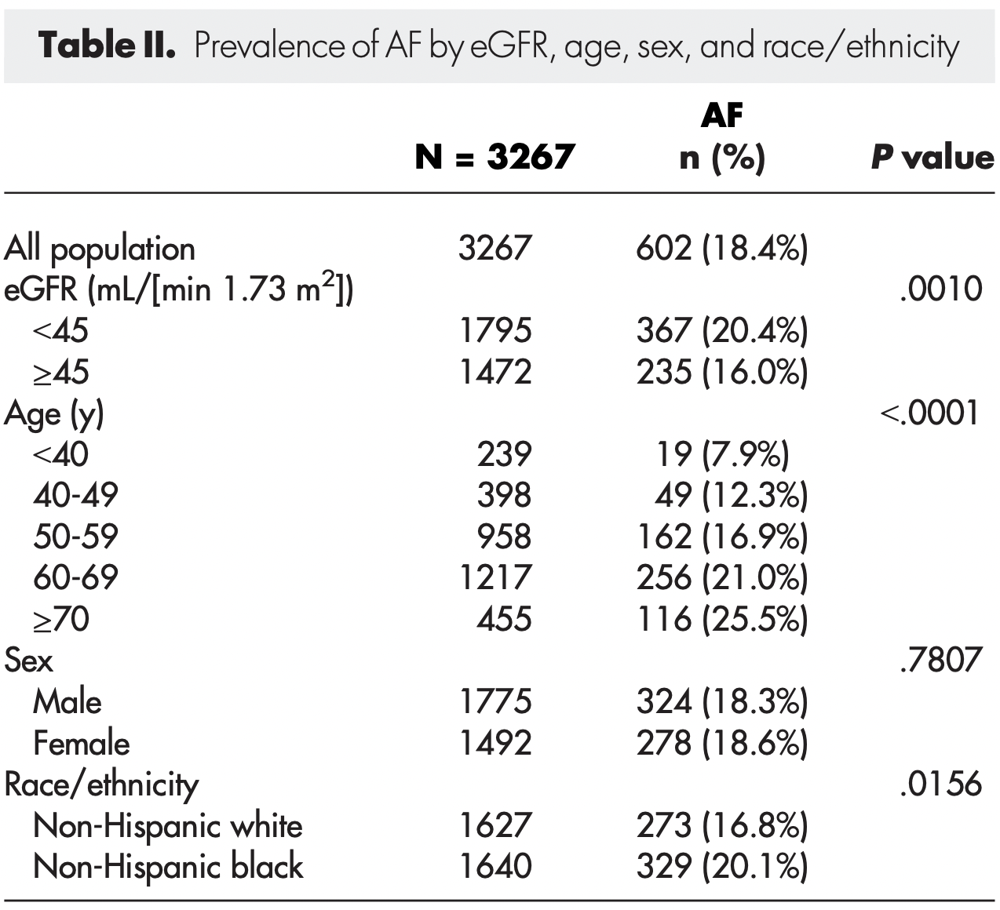 Table II. Prevalence of AF by eGFR, age, sex, and race/ethnicity
AF
N = 3267 n (%) P value
All population 3267 602 (18.4%)
eGFR (mL/[min 1.73 m²]) .0010
<45 1795 367 (20.4%)
≥45 1472 235 (16.0%)
Age (y) <.0001
<40 239 19 (7.9%)
40-49 398 49 (12.3%)
50-59 958 162 (16.9%)
60-69 1217 256 (21.0%)
≥70 455 116 (25.5%)
Sex .7807
Male 1775 324 (18.3%)
Female 1492 278 (18.6%)
Race/ethnicity .0156
Non-Hispanic white 1627 273 (16.8%)
Non-Hispanic black 1640 329 (20.1%)